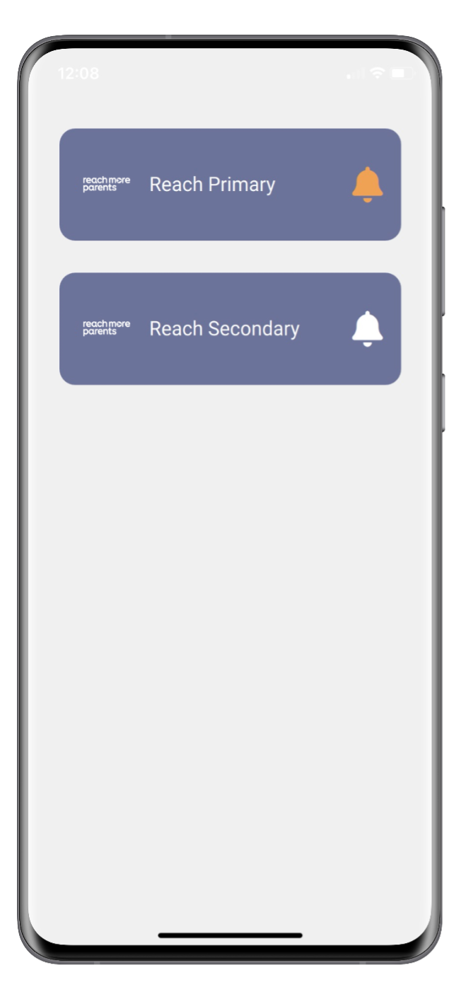 12:08
reach more
parents
Reach Primary
reach more
parents
Reach Secondary